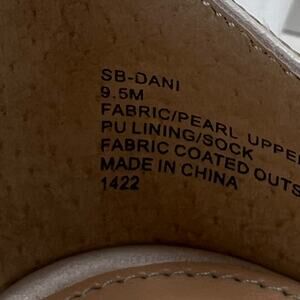 SB-DANI
9.5M
FABRIC/PEARL UPPER
PU LINING/SOCK
FABRIC COATED OUTS
MADE IN CHINA
1422